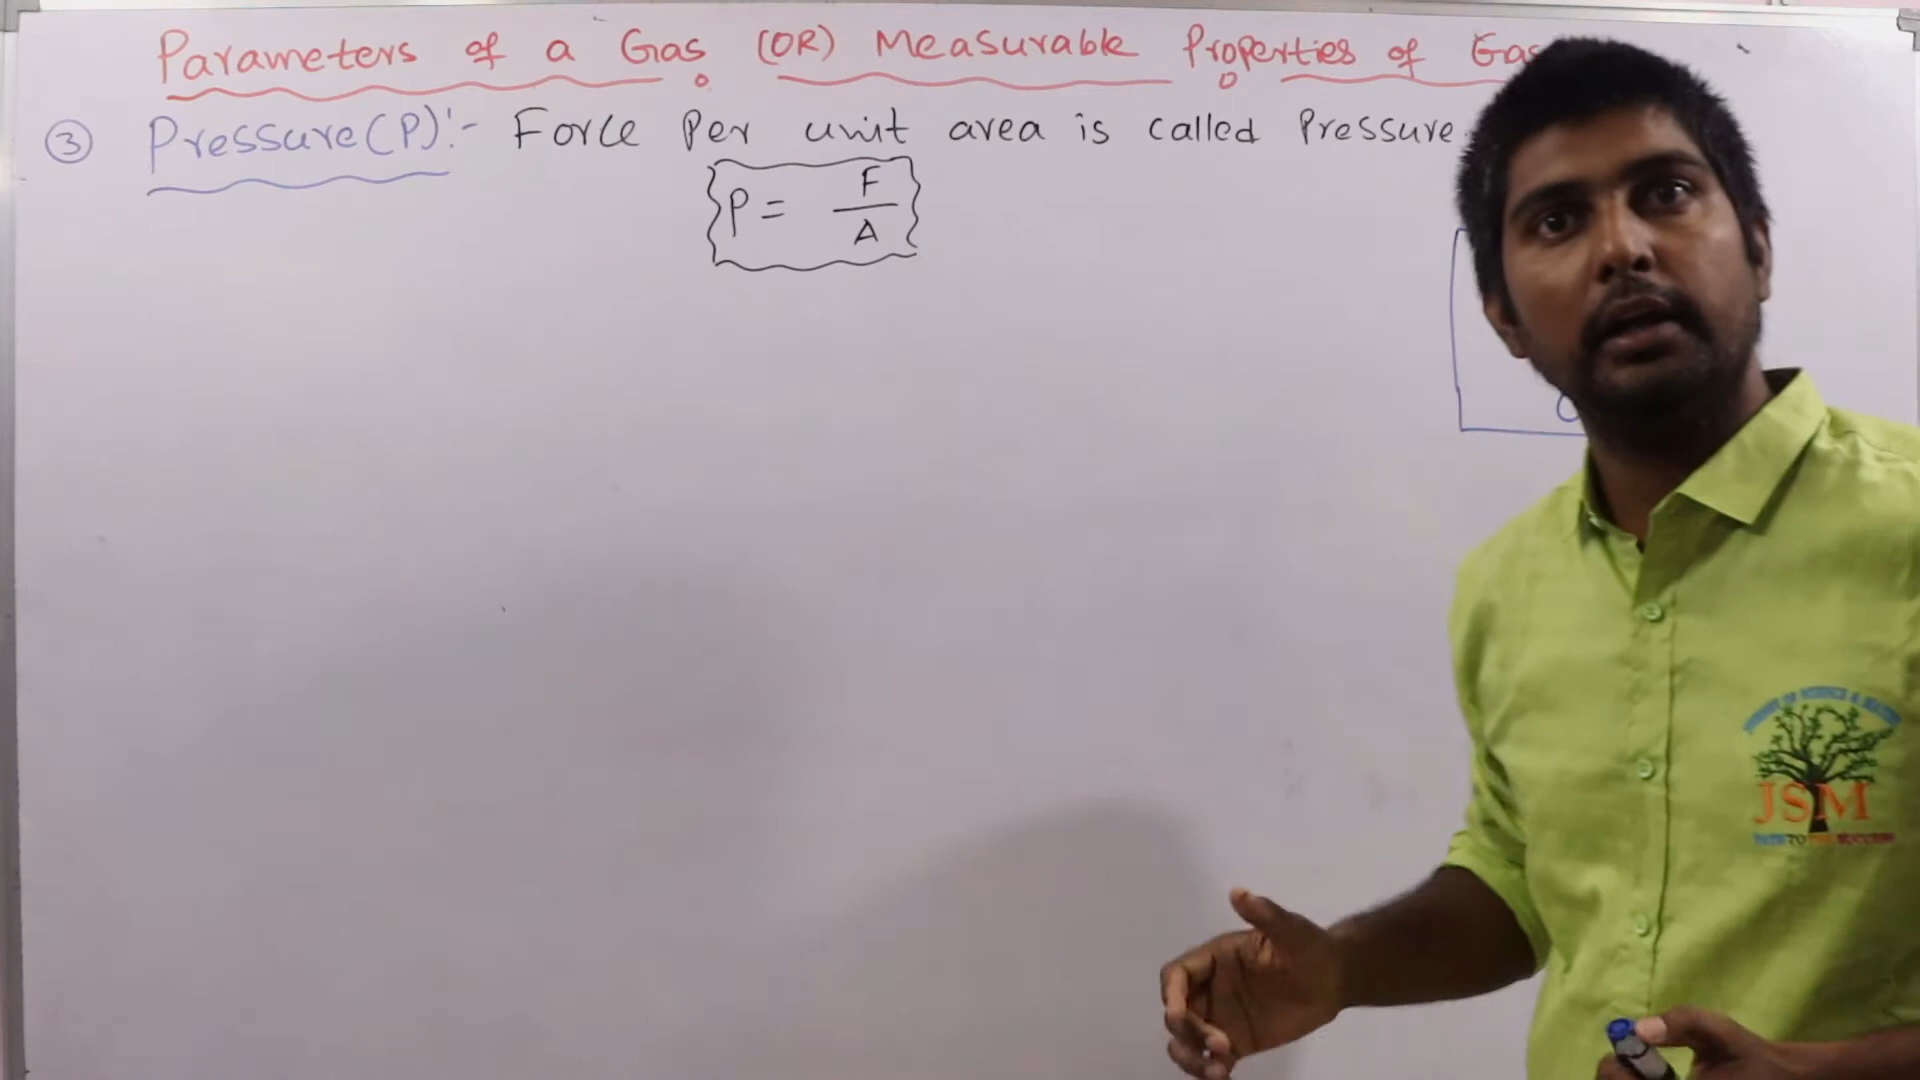 Parameters of a Gas (OR) Measurable Properties of Gas
③ Pressure(P):- Force Per unit area is called Pressure.
P = F/A
JSM